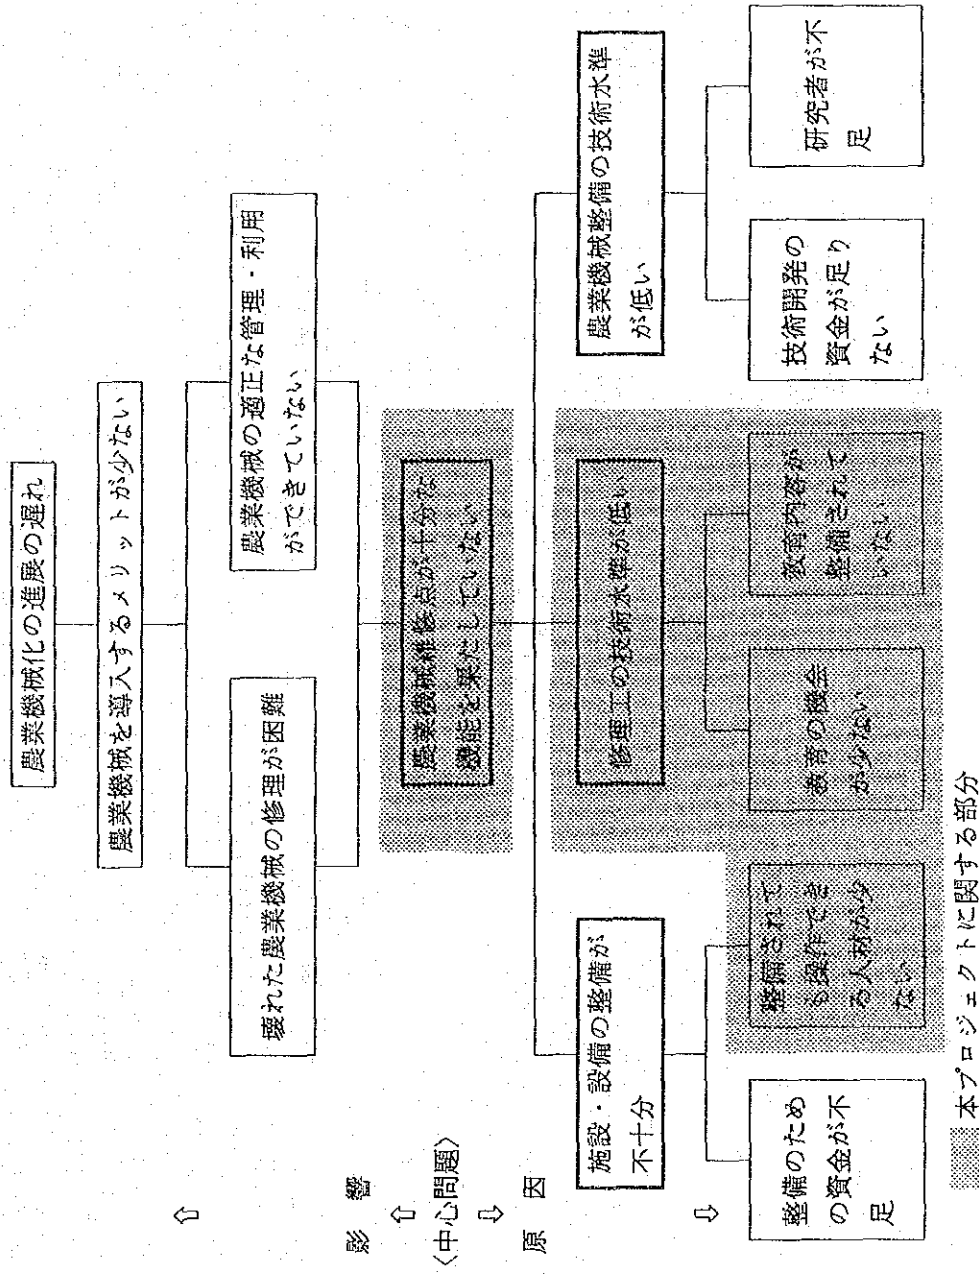 農業機械化の進展の遅れ
農業機械を導入するメリットが少ない
壊れた農業機械の修理が困難
農業機械の適正な管理・利用
ができていない
影響
〈中心問題〉
原因
農業機械維修点が十分な
機能を果たしていない
施設・設備の整備が
不十分
修理工の技術水準が低い
農業機械整備の技術水準
が低い
整備のため
の資金が不
足
整備されて
も操作でき
る人材が少
ない
教育の機会
が少ない
教育内容が
整備されて
いない
技術開発の
資金が足り
ない
研究者が不
足
本プロジェクトに関する部分